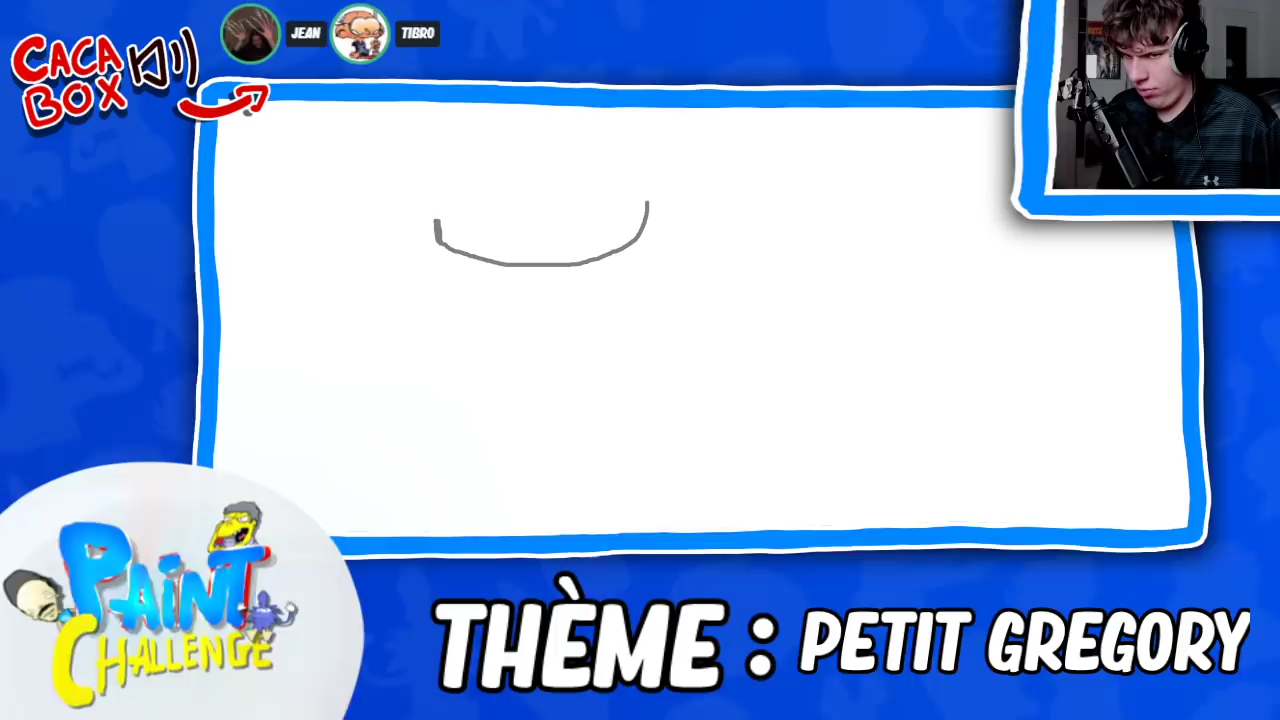 CACA
BOX
JEAN
TIBRO
PAINT
CHALLENGE
THÈME : PETIT GREGORY